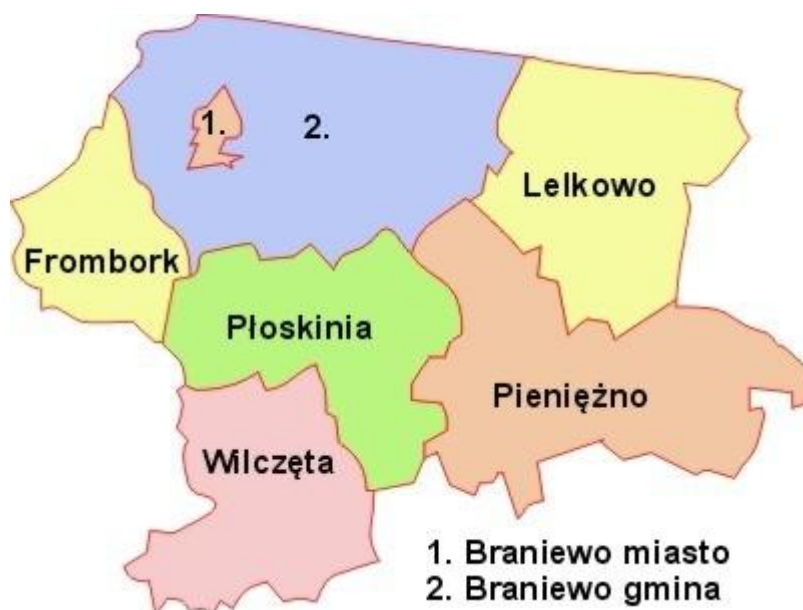 1.
2.
Lelkowo
Frombork
Płoskinia
Pieniężno
Wilczęta
1. Braniewo miasto
2. Braniewo gmina